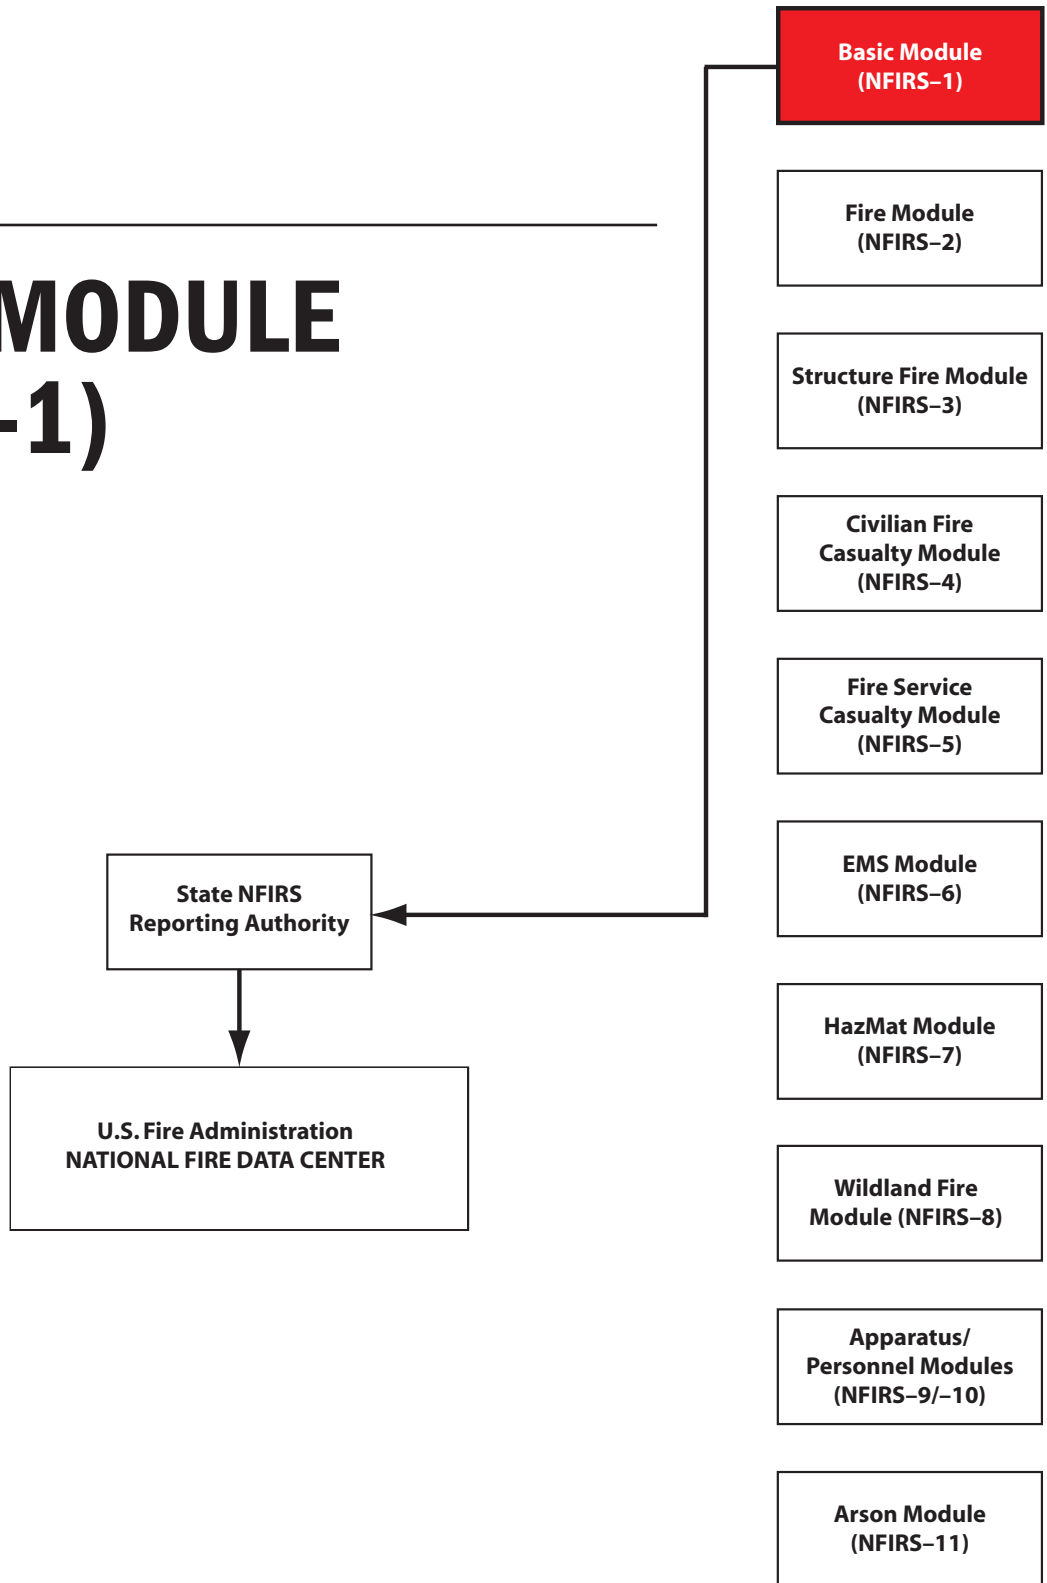 MODULE
-1)
Basic Module
(NFIRS–1)
Fire Module
(NFIRS–2)
Structure Fire Module
(NFIRS–3)
Civilian Fire
Casualty Module
(NFIRS–4)
Fire Service
Casualty Module
(NFIRS–5)
EMS Module
(NFIRS–6)
HazMat Module
(NFIRS–7)
Wildland Fire
Module (NFIRS–8)
Apparatus/
Personnel Modules
(NFIRS–9/–10)
Arson Module
(NFIRS–11)
State NFIRS
Reporting Authority
U.S. Fire Administration
NATIONAL FIRE DATA CENTER